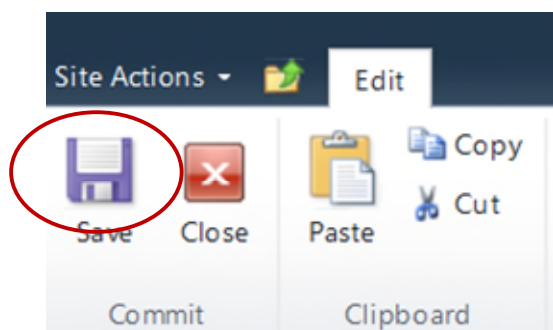 Site Actions
Edit
Copy
Cut
Save
Close
Paste
Commit
Clipboard